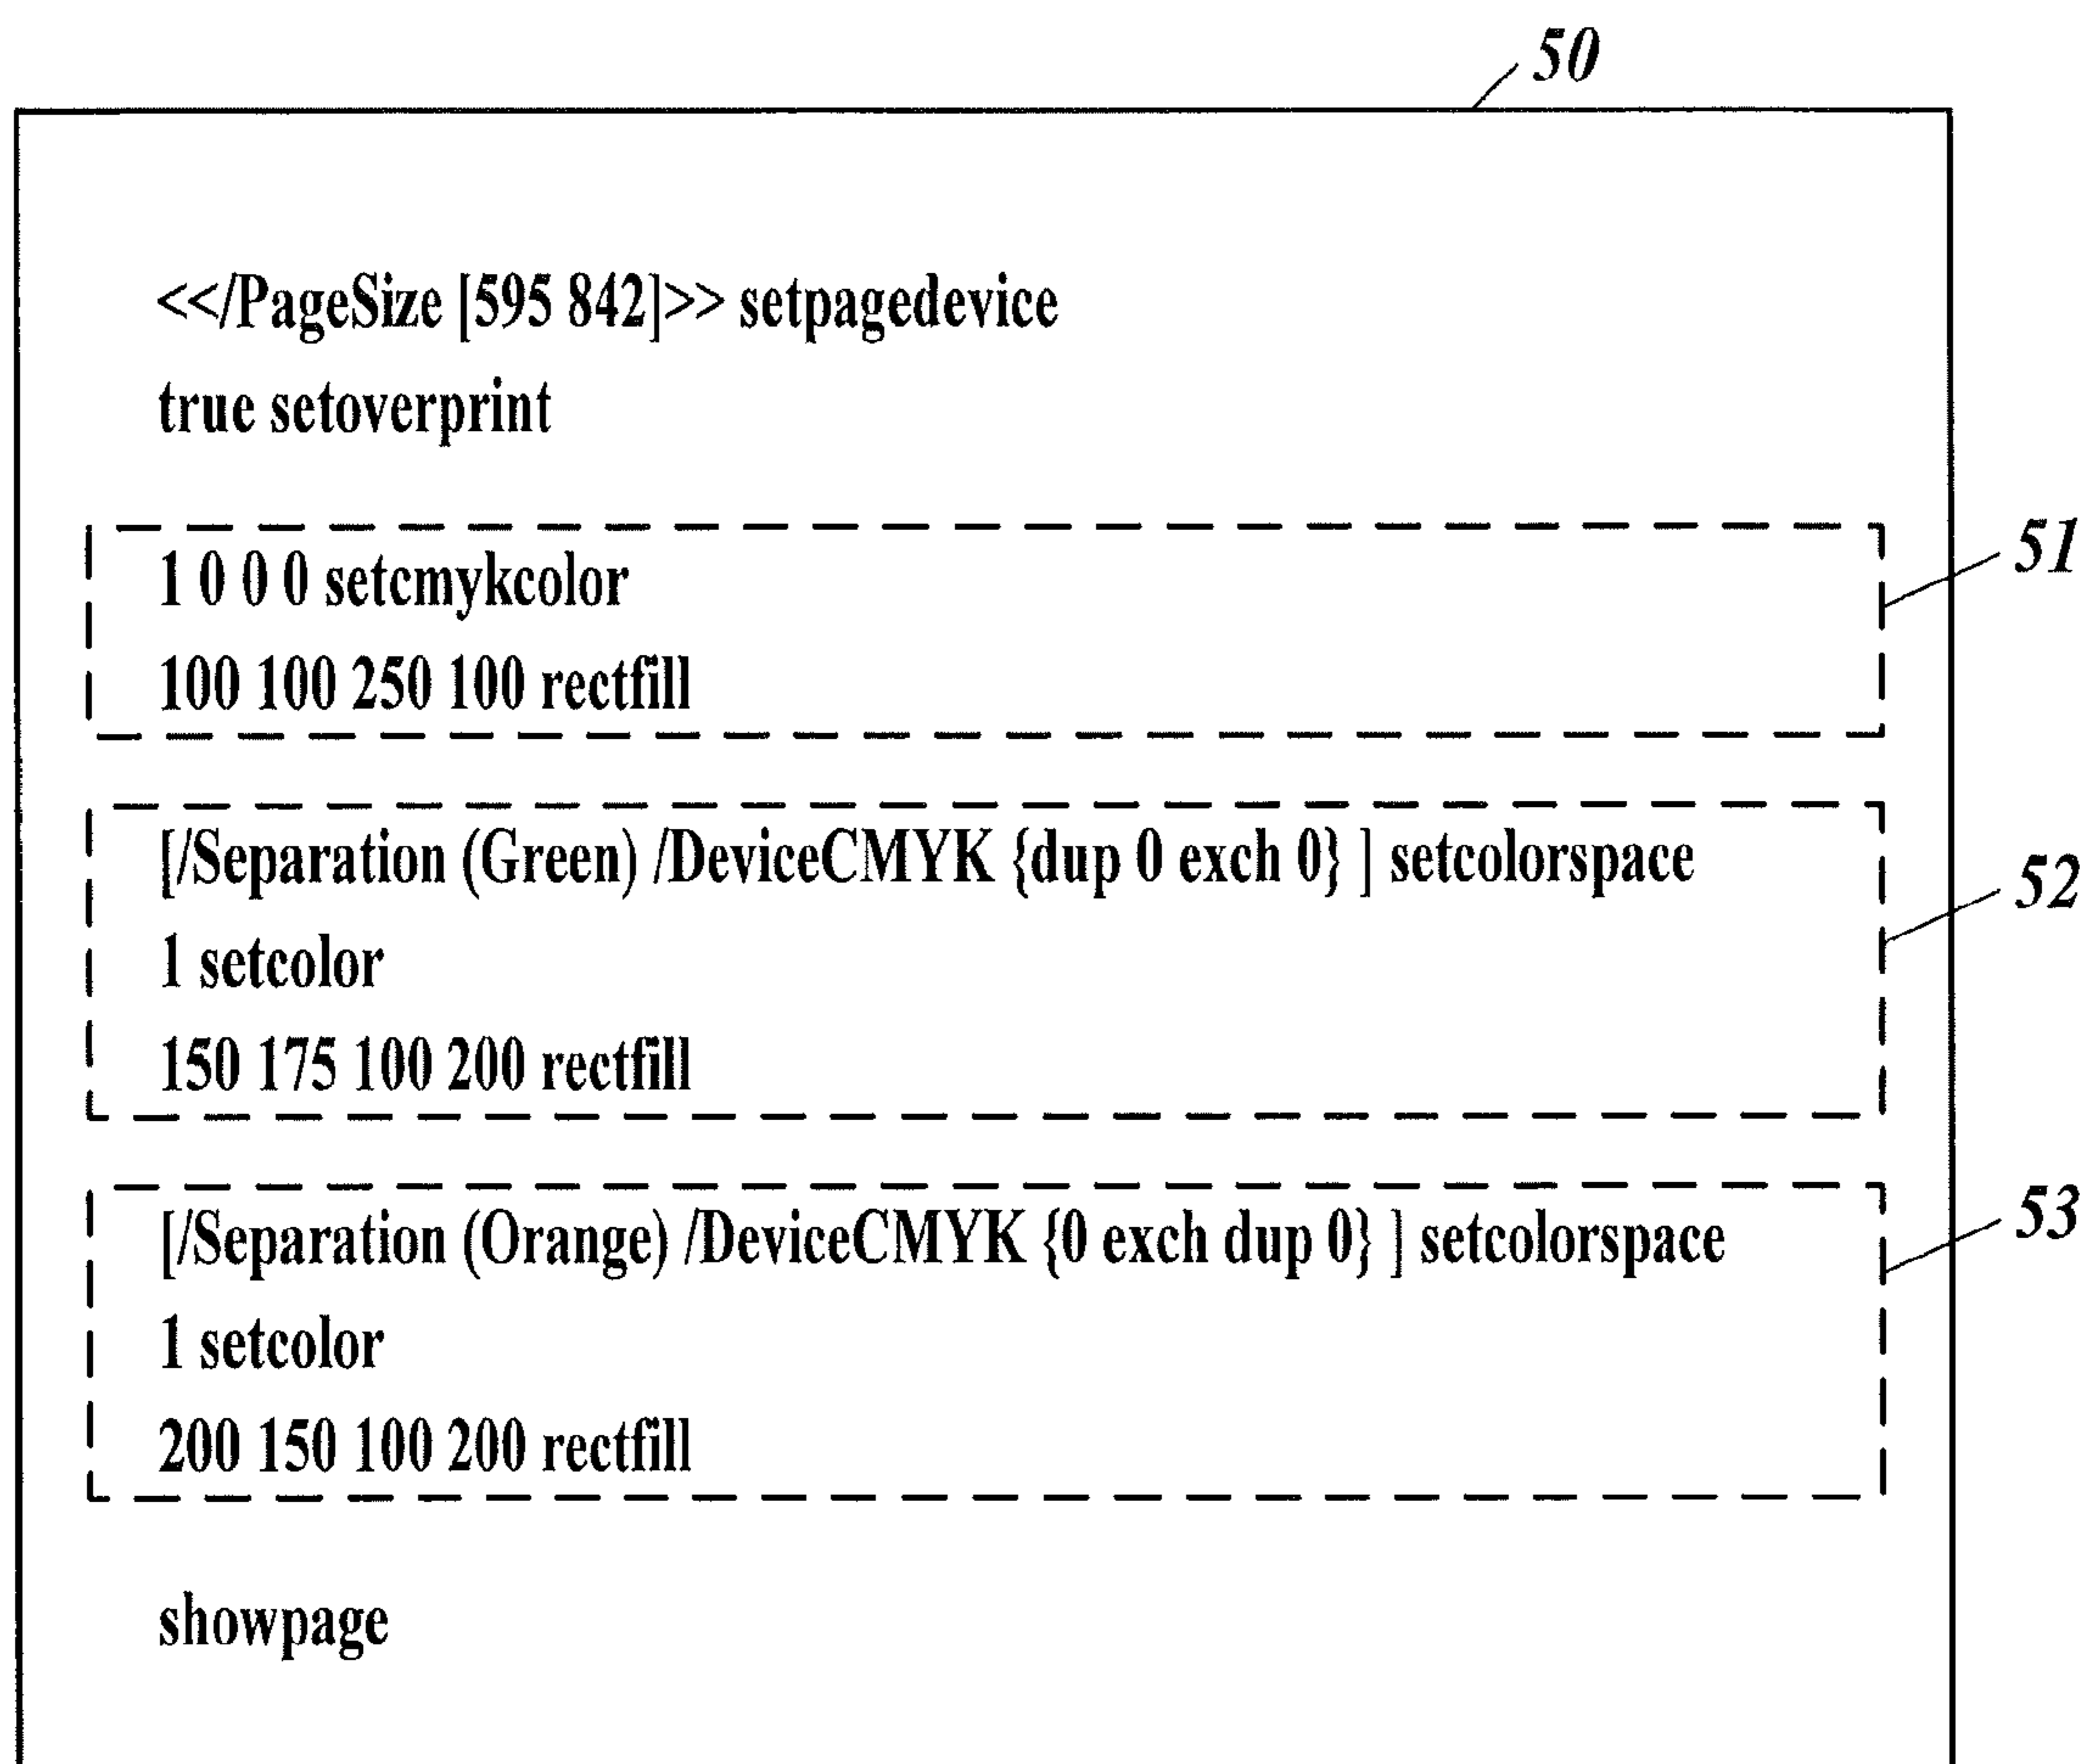 50
<</PageSize [595 842]>> setpagedevice
true setoverprint
51
1 0 0 0 setcmykcolor
100 100 250 100 rectfill
52
[/Separation (Green) /DeviceCMYK {dup 0 exch 0} ] setcolorspace
1 setcolor
150 175 100 200 rectfill
53
[/Separation (Orange) /DeviceCMYK {0 exch dup 0} ] setcolorspace
1 setcolor
200 150 100 200 rectfill
showpage